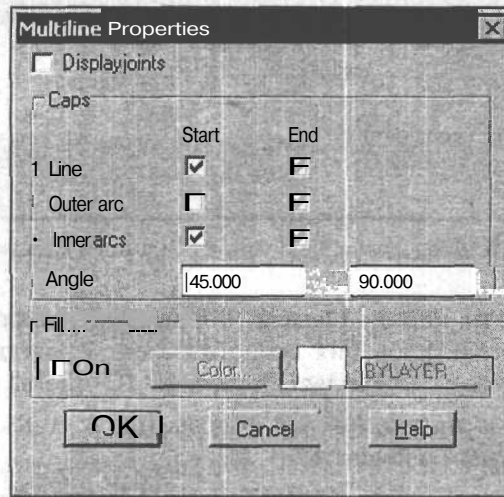 Multiline Properties
Display joints
Caps
Start End
Line
Outer arc
Inner arcs
Angle 45.000 90.000
Fill
On Color... BYLAYER
OK Cancel Help